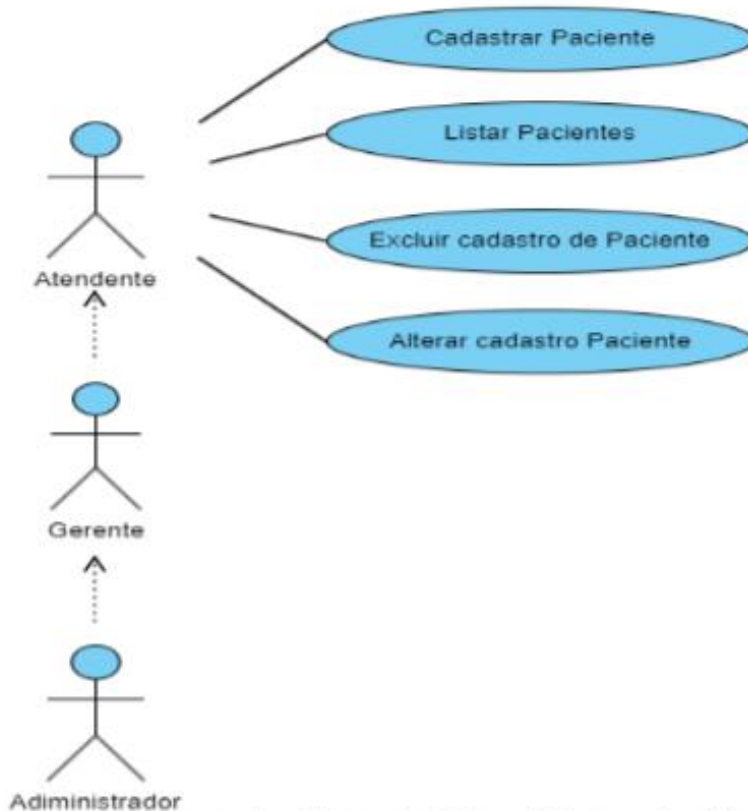 Cadastrar Paciente
Listar Pacientes
Excluir cadastro de Paciente
Alterar cadastro Paciente
Atendente
Gerente
Adiministrador